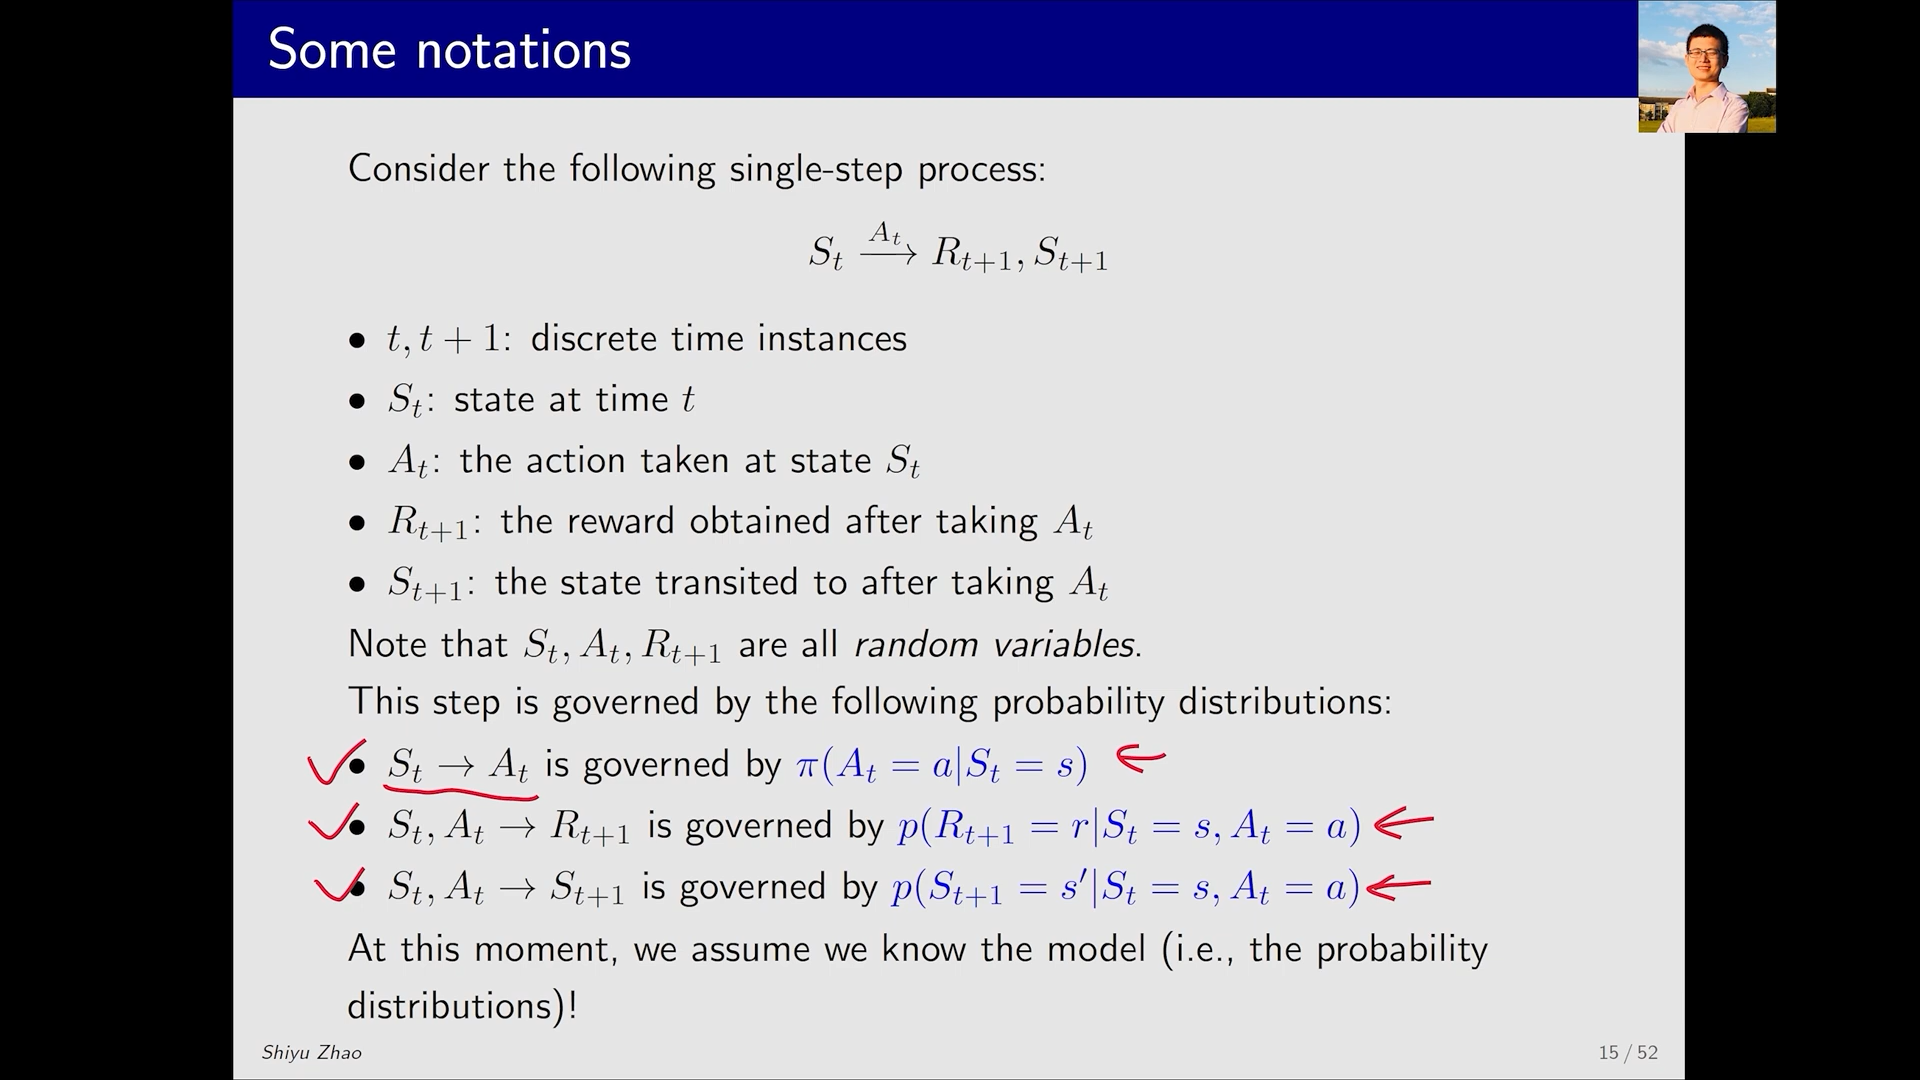 Some notations
Consider the following single-step process:
S_t \xrightarrow{A_t} R_{t+1}, S_{t+1}
• t, t + 1: discrete time instances
• S_t: state at time t
• A_t: the action taken at state S_t
• R_{t+1}: the reward obtained after taking A_t
• S_{t+1}: the state transited to after taking A_t
Note that S_t, A_t, R_{t+1} are all random variables.
This step is governed by the following probability distributions:
• S_t → A_t is governed by π(A_t = a|S_t = s)
• S_t, A_t → R_{t+1} is governed by p(R_{t+1} = r|S_t = s, A_t = a)
• S_t, A_t → S_{t+1} is governed by p(S_{t+1} = s′|S_t = s, A_t = a)
At this moment, we assume we know the model (i.e., the probability
distributions)!
Shiyu Zhao
15 / 52